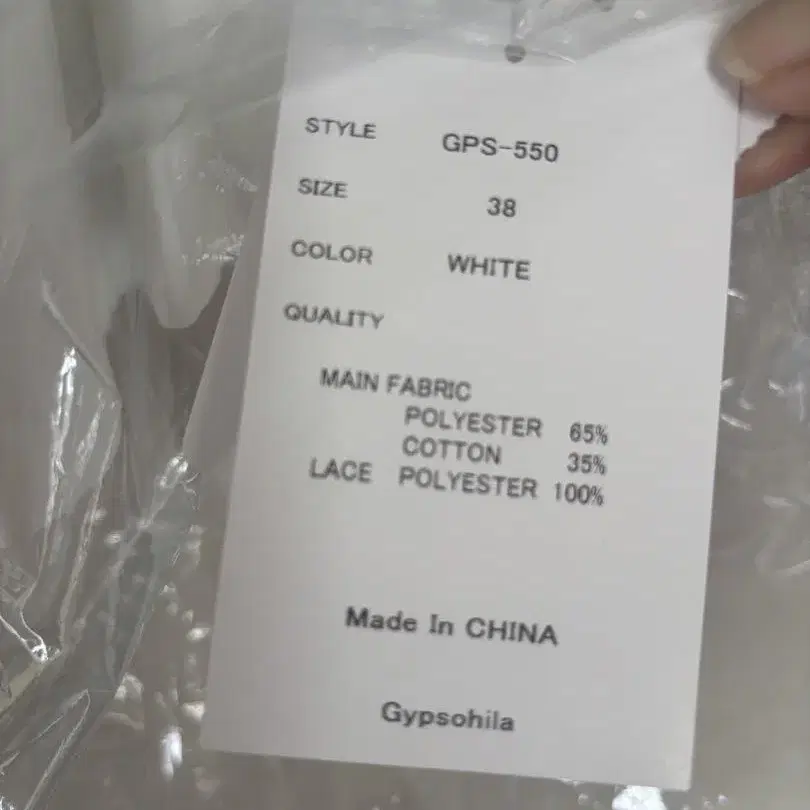 STYLE GPS-550
SIZE 38
COLOR WHITE
QUALITY
MAIN FABRIC
POLYESTER 65%
COTTON 35%
LACE POLYESTER 100%
Made In CHINA
Gypsohila